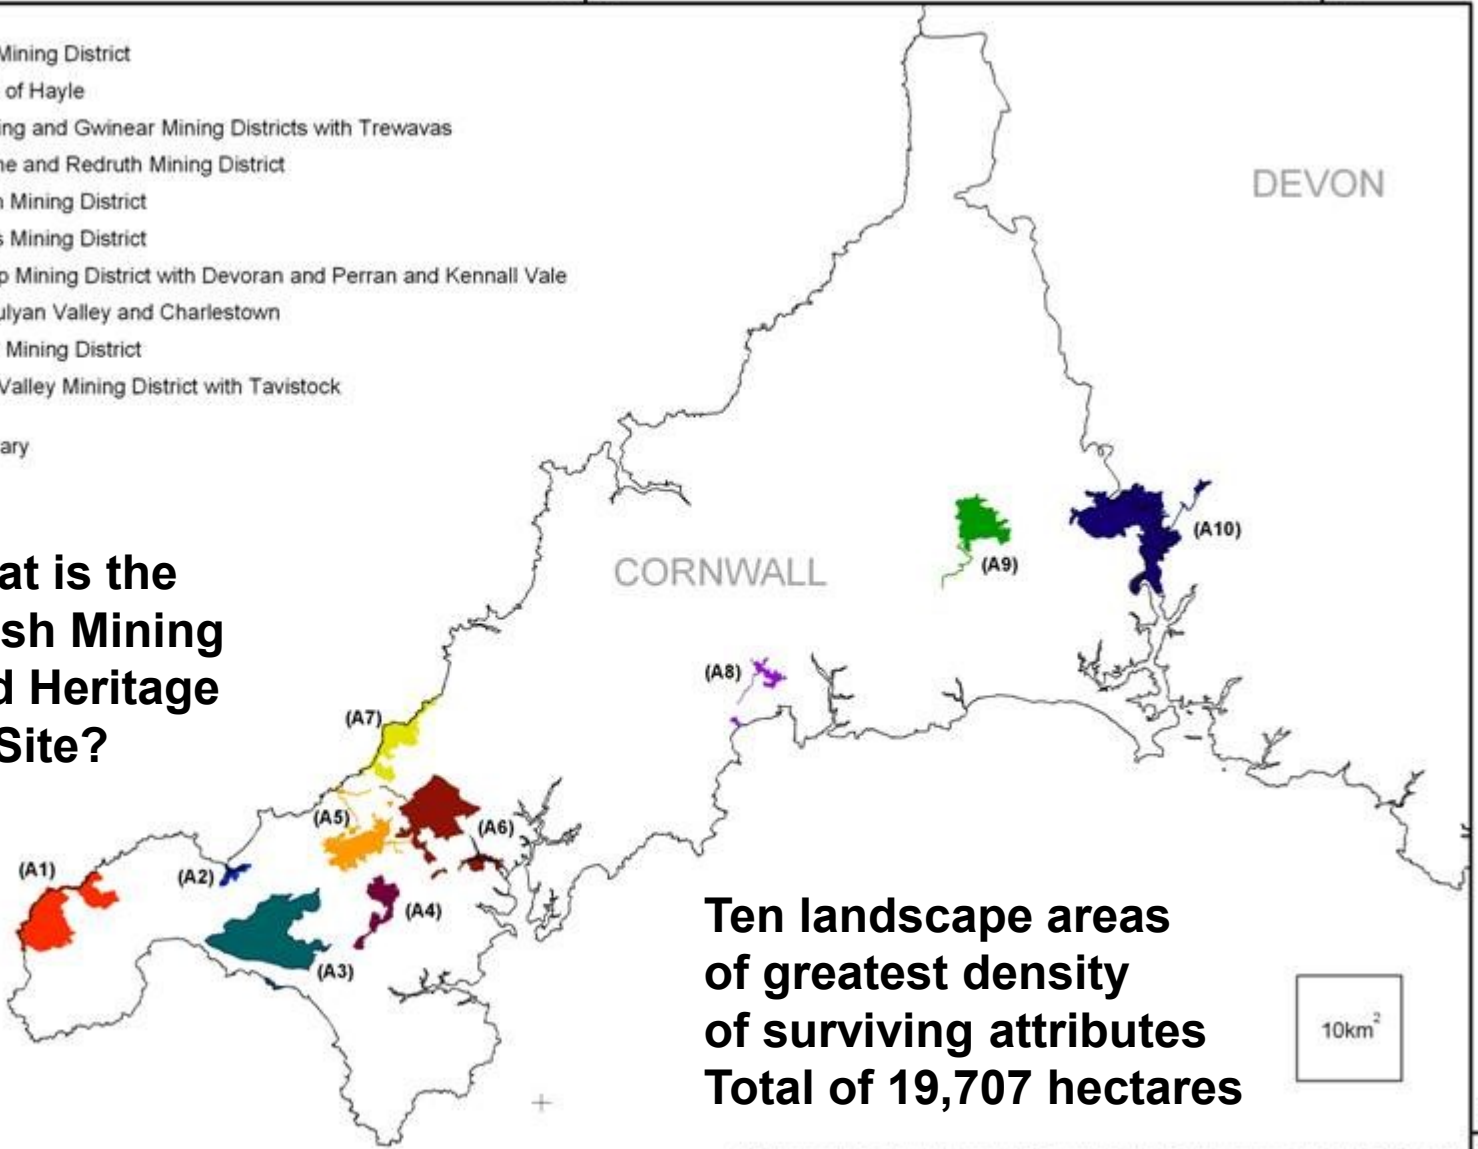 Mining District
of Hayle
ing and Gwinear Mining Districts with Trewavas
ne and Redruth Mining District
n Mining District
s Mining District
p Mining District with Devoran and Perran and Kennall Vale
ulyan Valley and Charlestown
Mining District
Valley Mining District with Tavistock
ary
DEVON
CORNWALL
at is the
sh Mining
d Heritage
Site?
(A10)
(A9)
(A8)
(A7)
(A5)
(A6)
(A1)
(A2)
(A4)
(A3)
Ten landscape areas
of greatest density
of surviving attributes
Total of 19,707 hectares
10km²